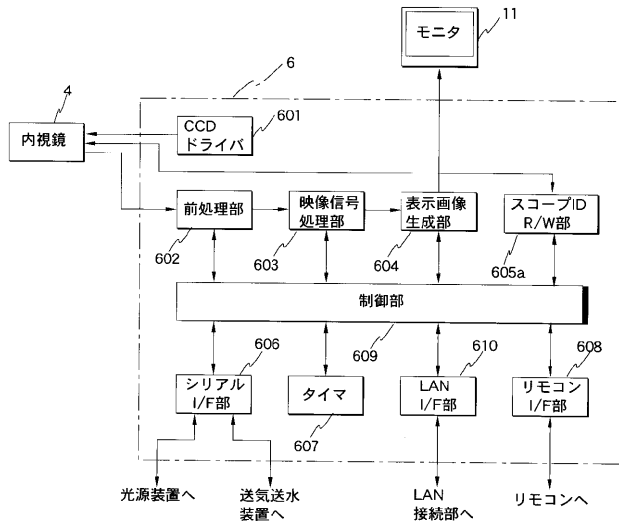 モニタ
11
6
4
内視鏡
CCD
ドライバ
601
前処理部
602
映像信号
処理部
603
表示画像
生成部
604
スコープID
R/W部
605a
制御部
609
シリアル
I/F部
606
タイマ
607
LAN
I/F部
610
リモコン
I/F部
608
光源装置へ
送気送水
装置へ
LAN
接続部へ
リモコンへ